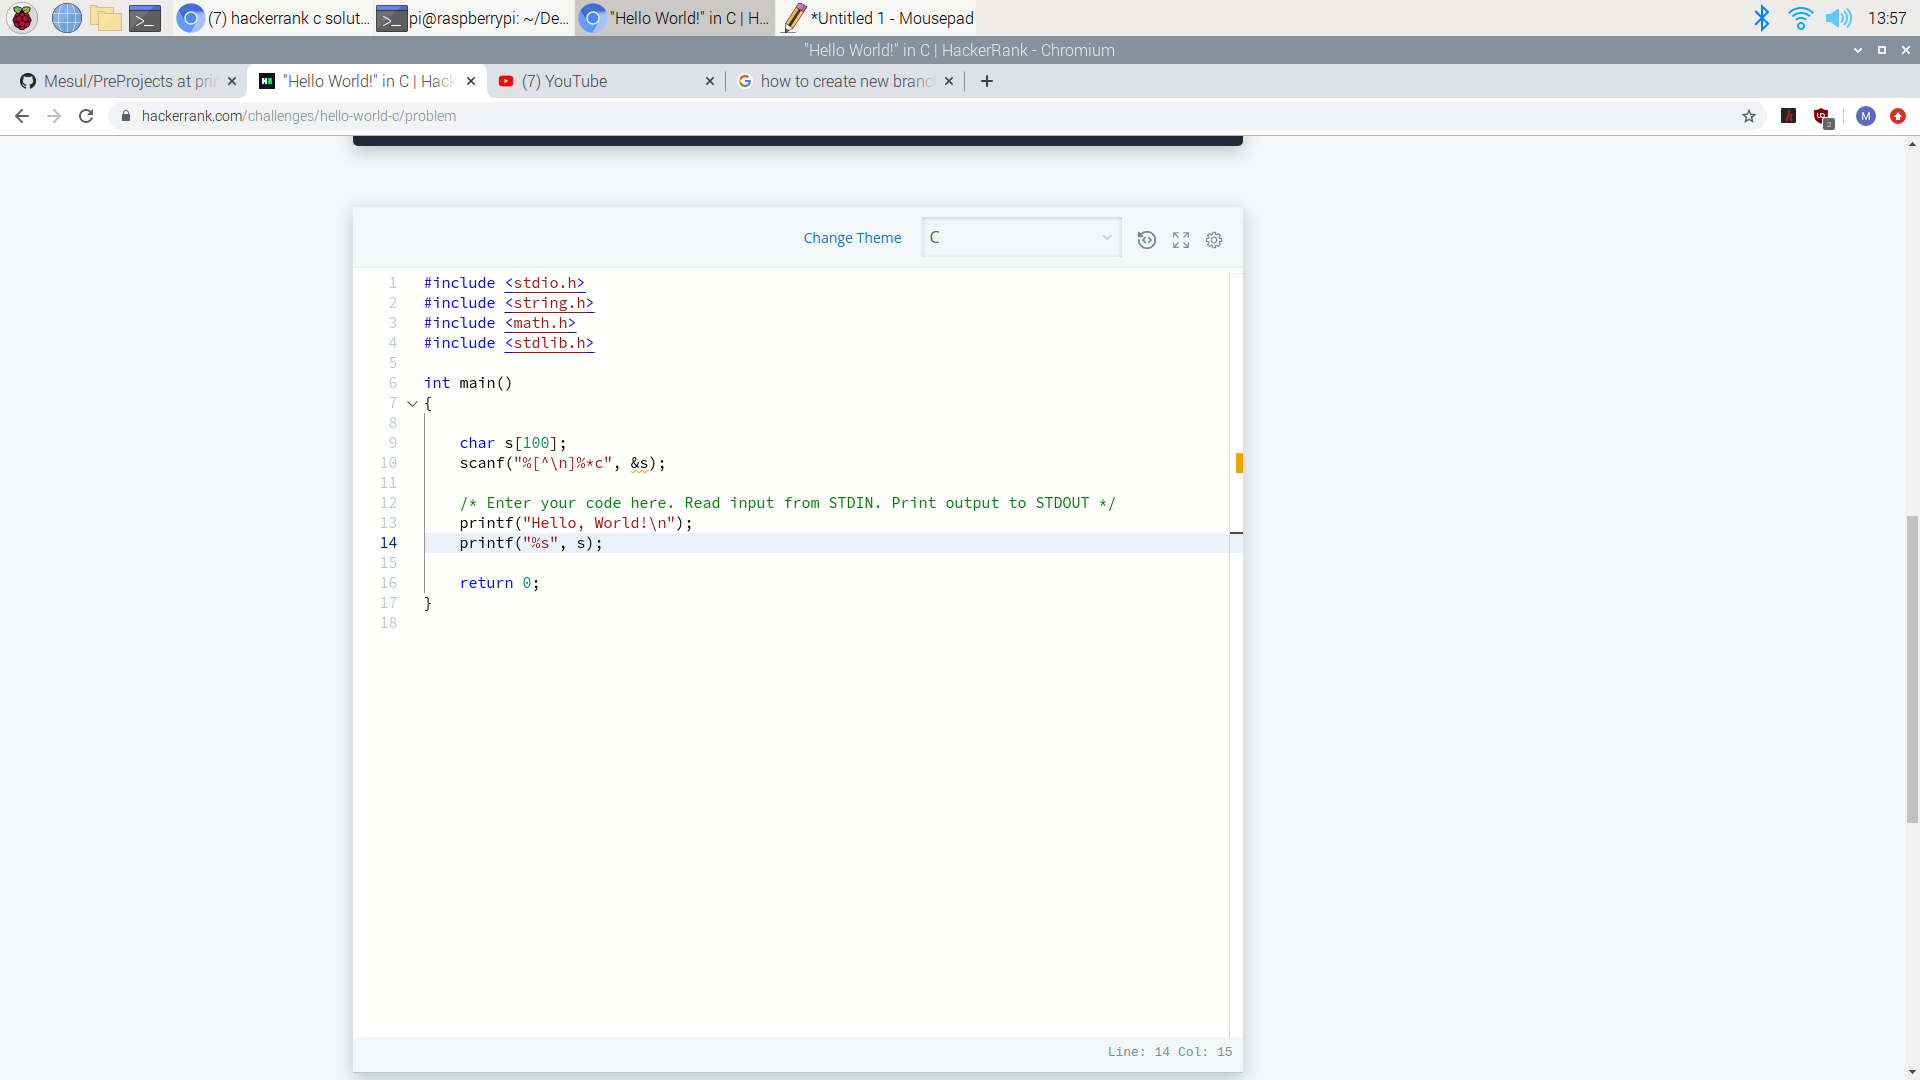 (7) hackerrank c solut... pi@raspberrypi: ~/De... "Hello World!" in C | H... *Untitled 1 - Mousepad 13:57
"Hello World!" in C | HackerRank - Chromium
Mesul/PreProjects at pri "Hello World!" in C | Hack (7) YouTube how to create new branc
hackerrank.com/challenges/hello-world-c/problem 2 M
Change Theme C
1 #include <stdio.h>
2 #include <string.h>
3 #include <math.h>
4 #include <stdlib.h>
5
6 int main()
7 {
8
9 char s[100];
10 scanf("%[^\n]%*c", &s);
11
12 /* Enter your code here. Read input from STDIN. Print output to STDOUT */
13 printf("Hello, World!\n");
14 printf("%s", s);
15
16 return 0;
17 }
18
Line: 14 Col: 15